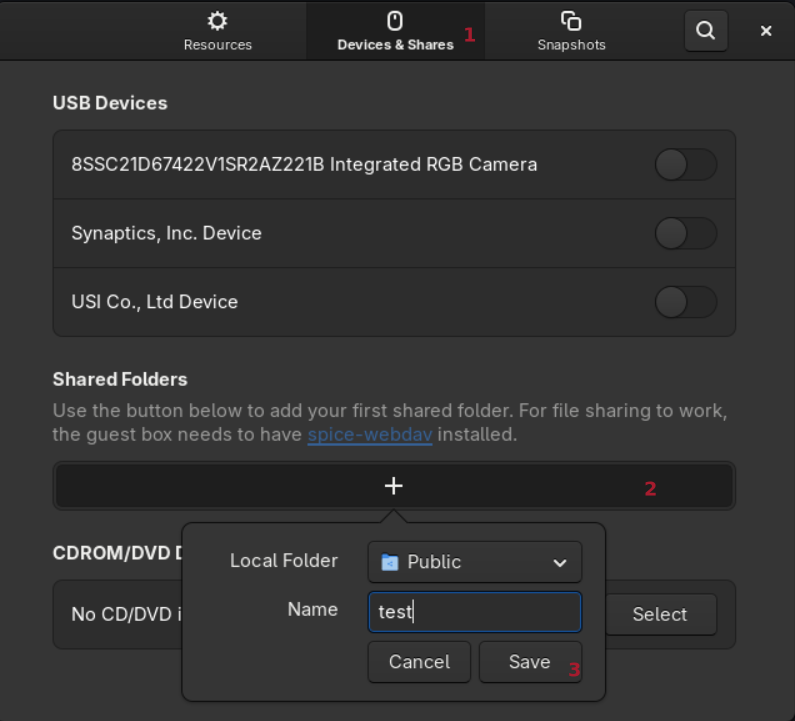 Resources
Devices & Shares 1
Snapshots
USB Devices
8SSC21D67422V1SR2AZ221B Integrated RGB Camera
Synaptics, Inc. Device
USI Co., Ltd Device
Shared Folders
Use the button below to add your first shared folder. For file sharing to work,
the guest box needs to have spice-webdav installed.
+ 2
CDROM/DVD D
Local Folder Public
No CD/DVD i
Name test
Select
Cancel
Save 3